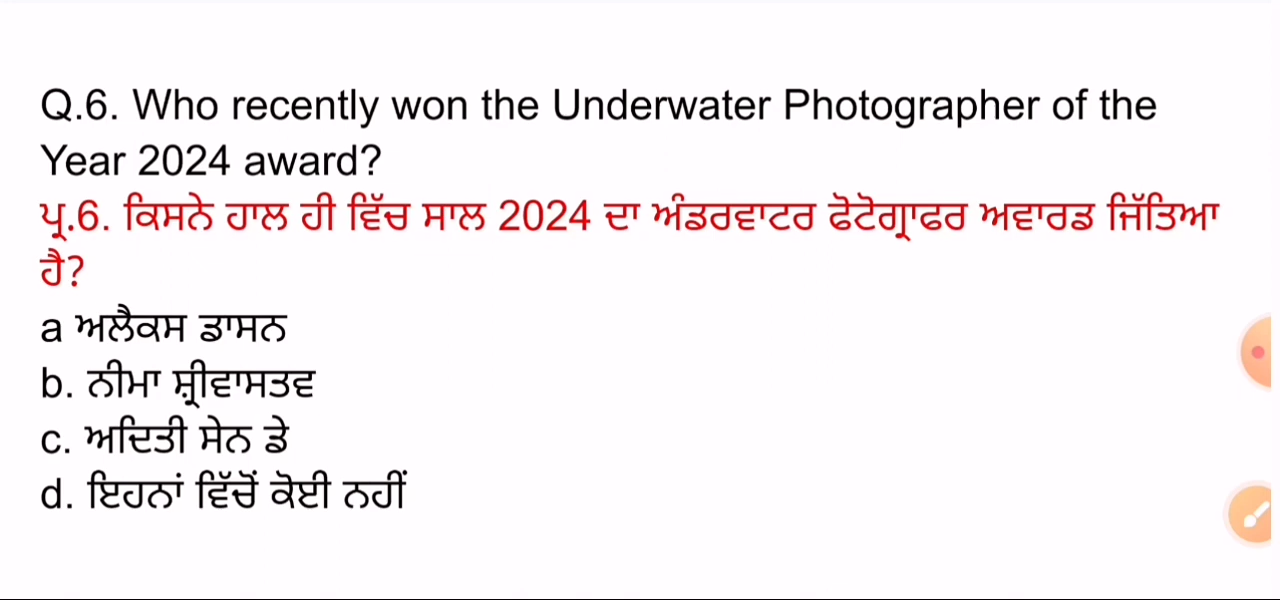 Q.6. Who recently won the Underwater Photographer of the
Year 2024 award?
ਪ੍ਰ.6. ਕਿਸਨੇ ਹਾਲ ਹੀ ਵਿੱਚ ਸਾਲ 2024 ਦਾ ਅੰਡਰਵਾਟਰ ਫੋਟੋਗ੍ਰਾਫਰ ਅਵਾਰਡ ਜਿੱਤਿਆ
ਹੈ?
a ਅਲੈਕਸ ਡਾਸਨ
b. ਨੀਮਾ ਸ਼੍ਰੀਵਾਸਤਵ
c. ਅਦਿਤੀ ਸੇਨ ਡੇ
d. ਇਹਨਾਂ ਵਿੱਚੋਂ ਕੋਈ ਨਹੀਂ